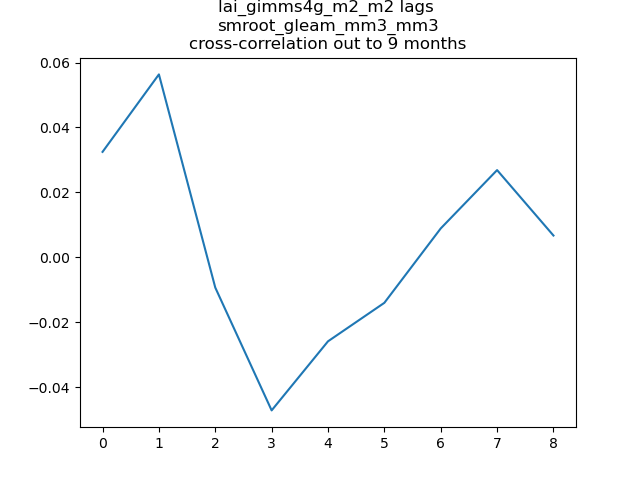 lai_gimms4g_m2_m2 lags
smroot_gleam_mm3_mm3
cross-correlation out to 9 months
0.06
0.04
0.02
0.00
−0.02
−0.04
0 1 2 3 4 5 6 7 8